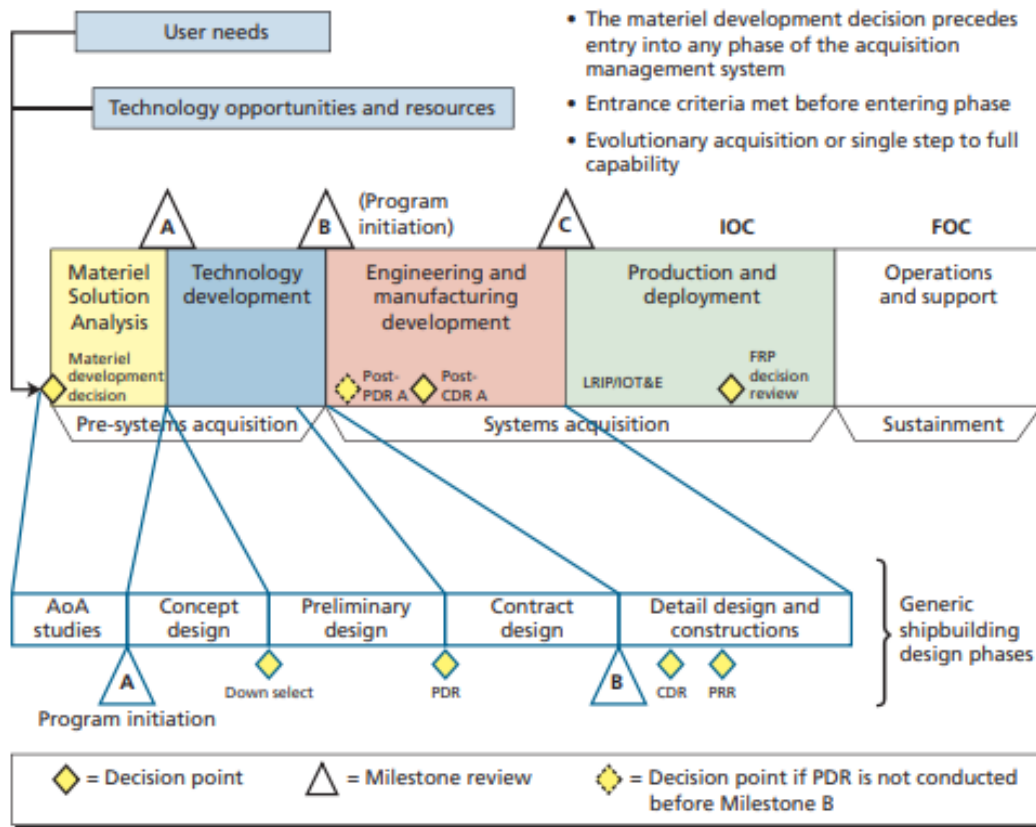 User needs
Technology opportunities and resources
• The materiel development decision precedes
entry into any phase of the acquisition
management system
• Entrance criteria met before entering phase
• Evolutionary acquisition or single step to full
capability
A
B
(Program
initiation)
C
IOC
FOC
Materiel
Solution
Analysis
Technology
development
Engineering and
manufacturing
development
Production and
deployment
Operations
and support
Materiel
development
decision
Post-
PDR A
Post-
CDR A
LRIP/IOT&E
FRP
decision
review
Pre-systems acquisition
Systems acquisition
Sustainment
AoA
studies
Concept
design
Preliminary
design
Contract
design
Detail design and
constructions
Generic
shipbuilding
design phases
A
Program initiation
Down select
PDR
B
CDR
PRR
= Decision point
= Milestone review
= Decision point if PDR is not conducted
before Milestone B